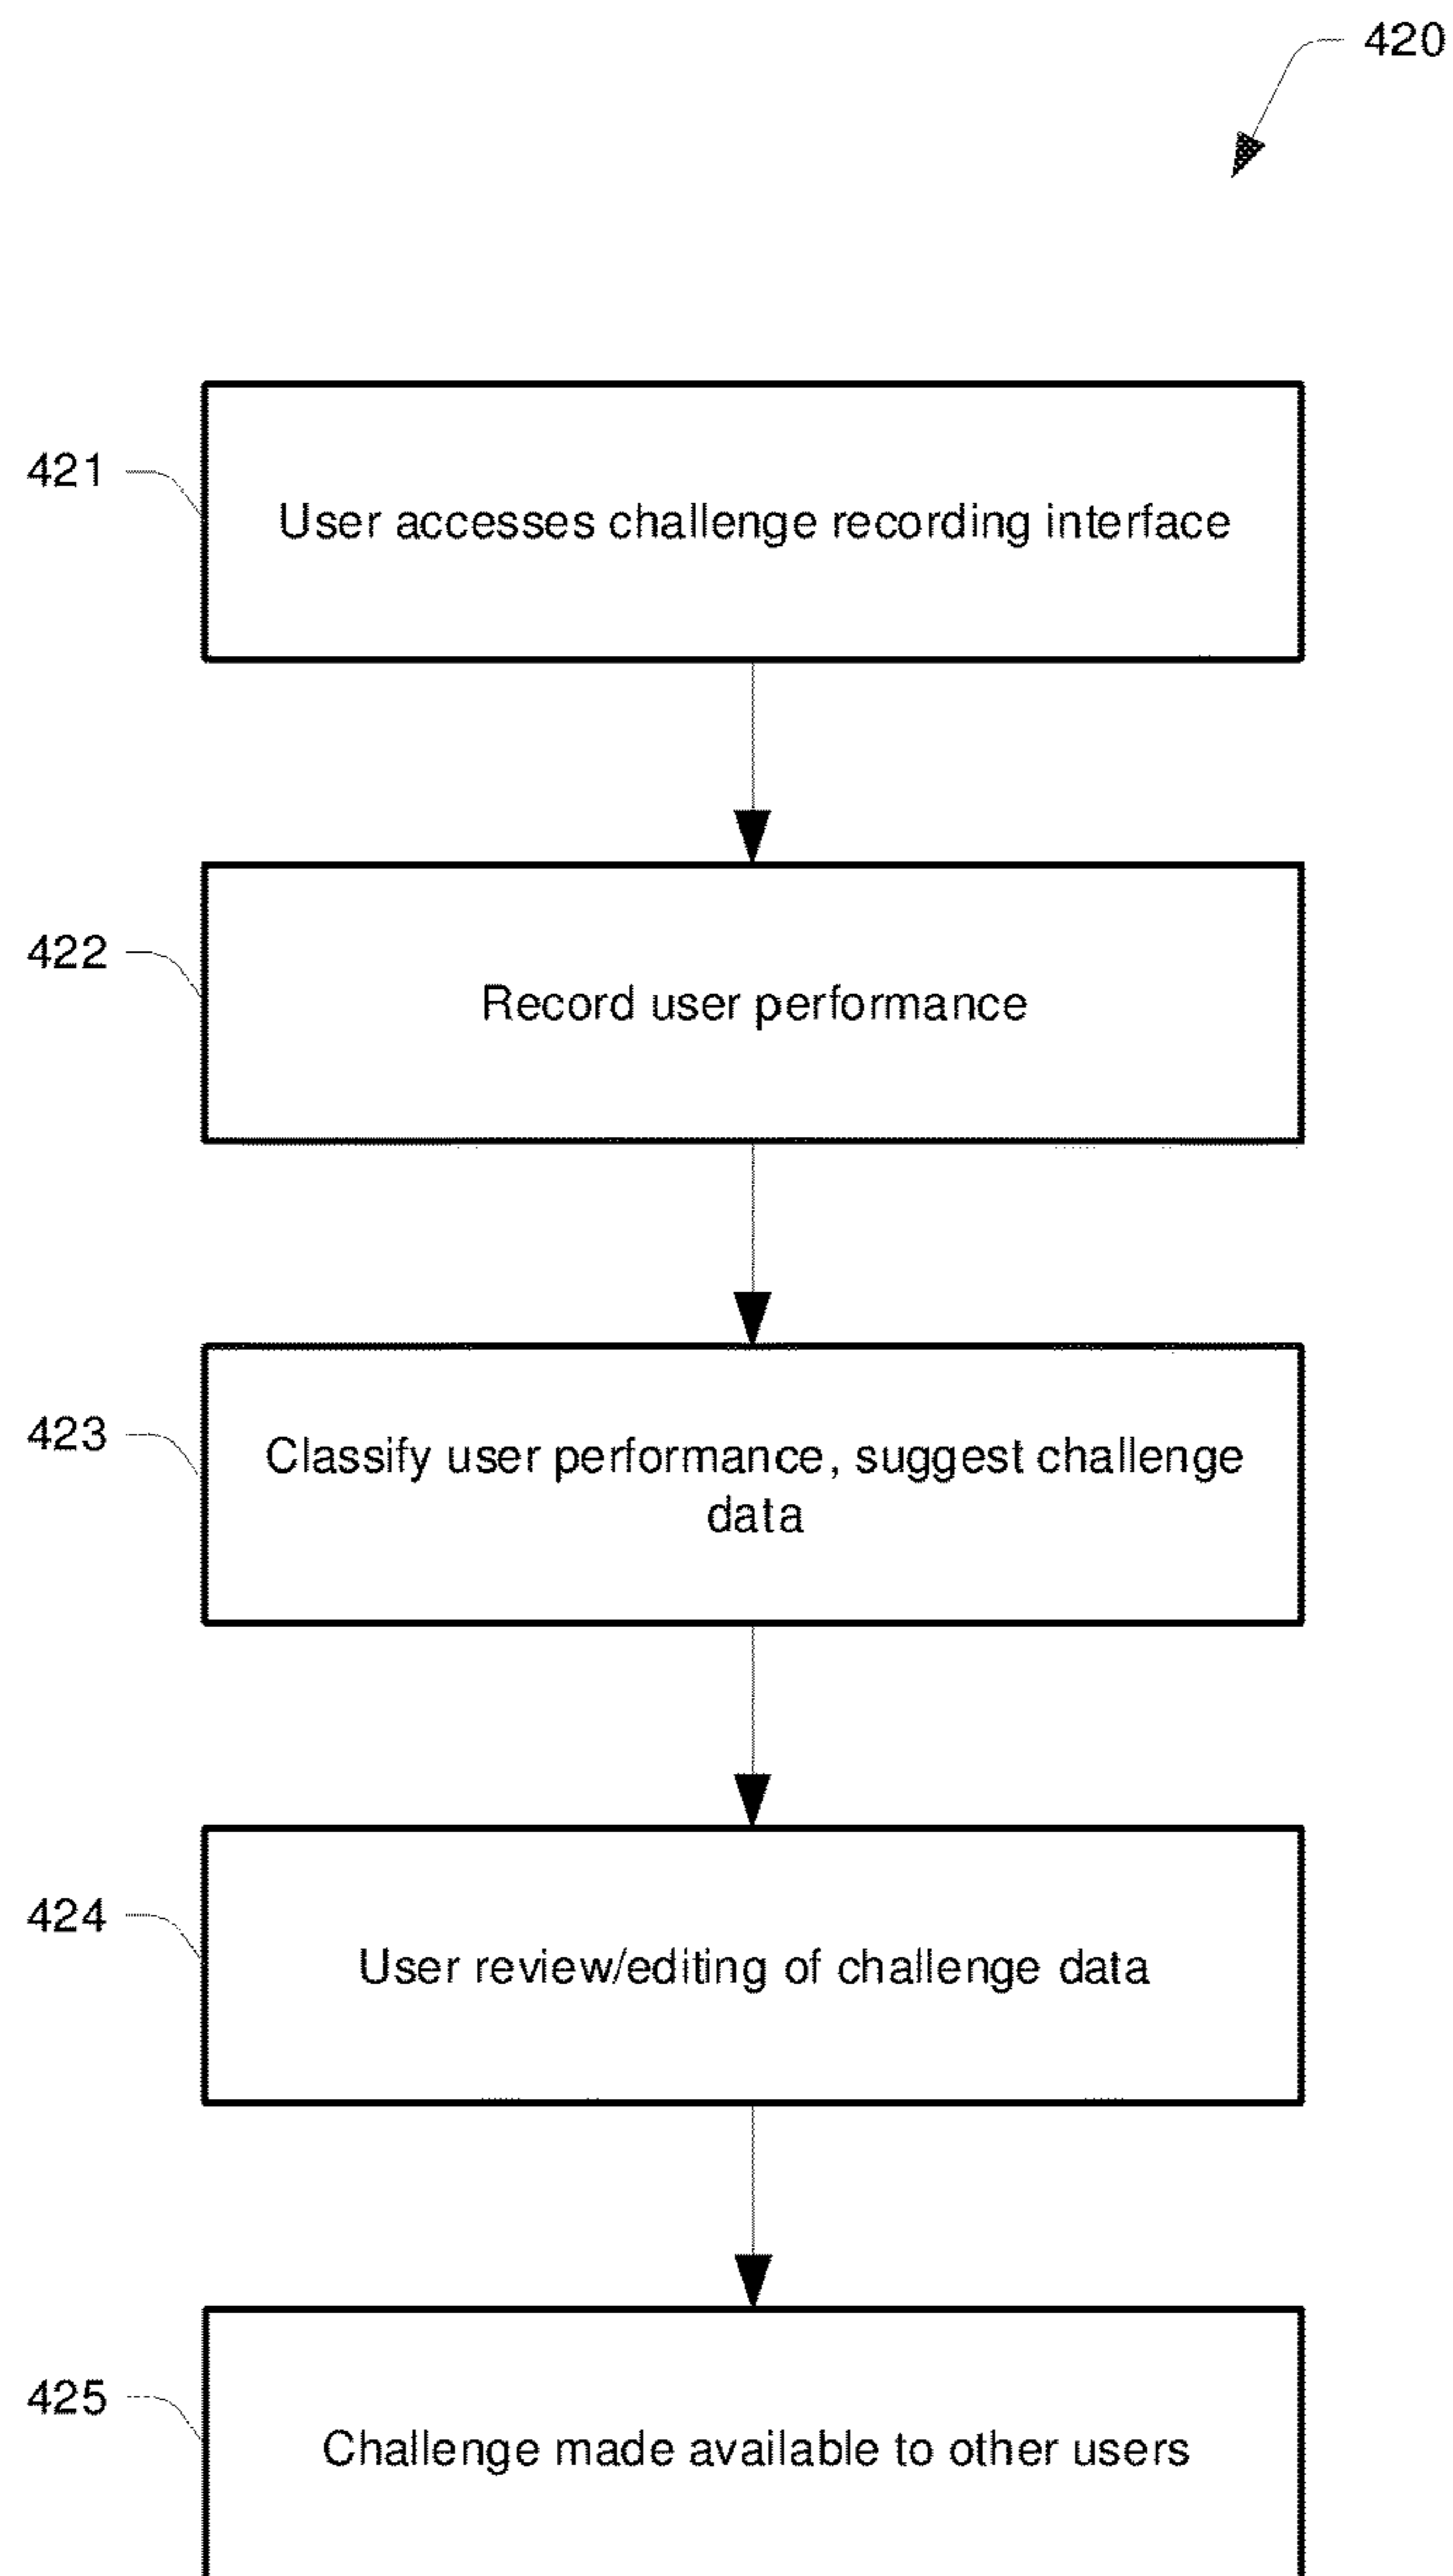 420
421
User accesses challenge recording interface
422
Record user performance
423
Classify user performance, suggest challenge
data
424
User review/editing of challenge data
425
Challenge made available to other users